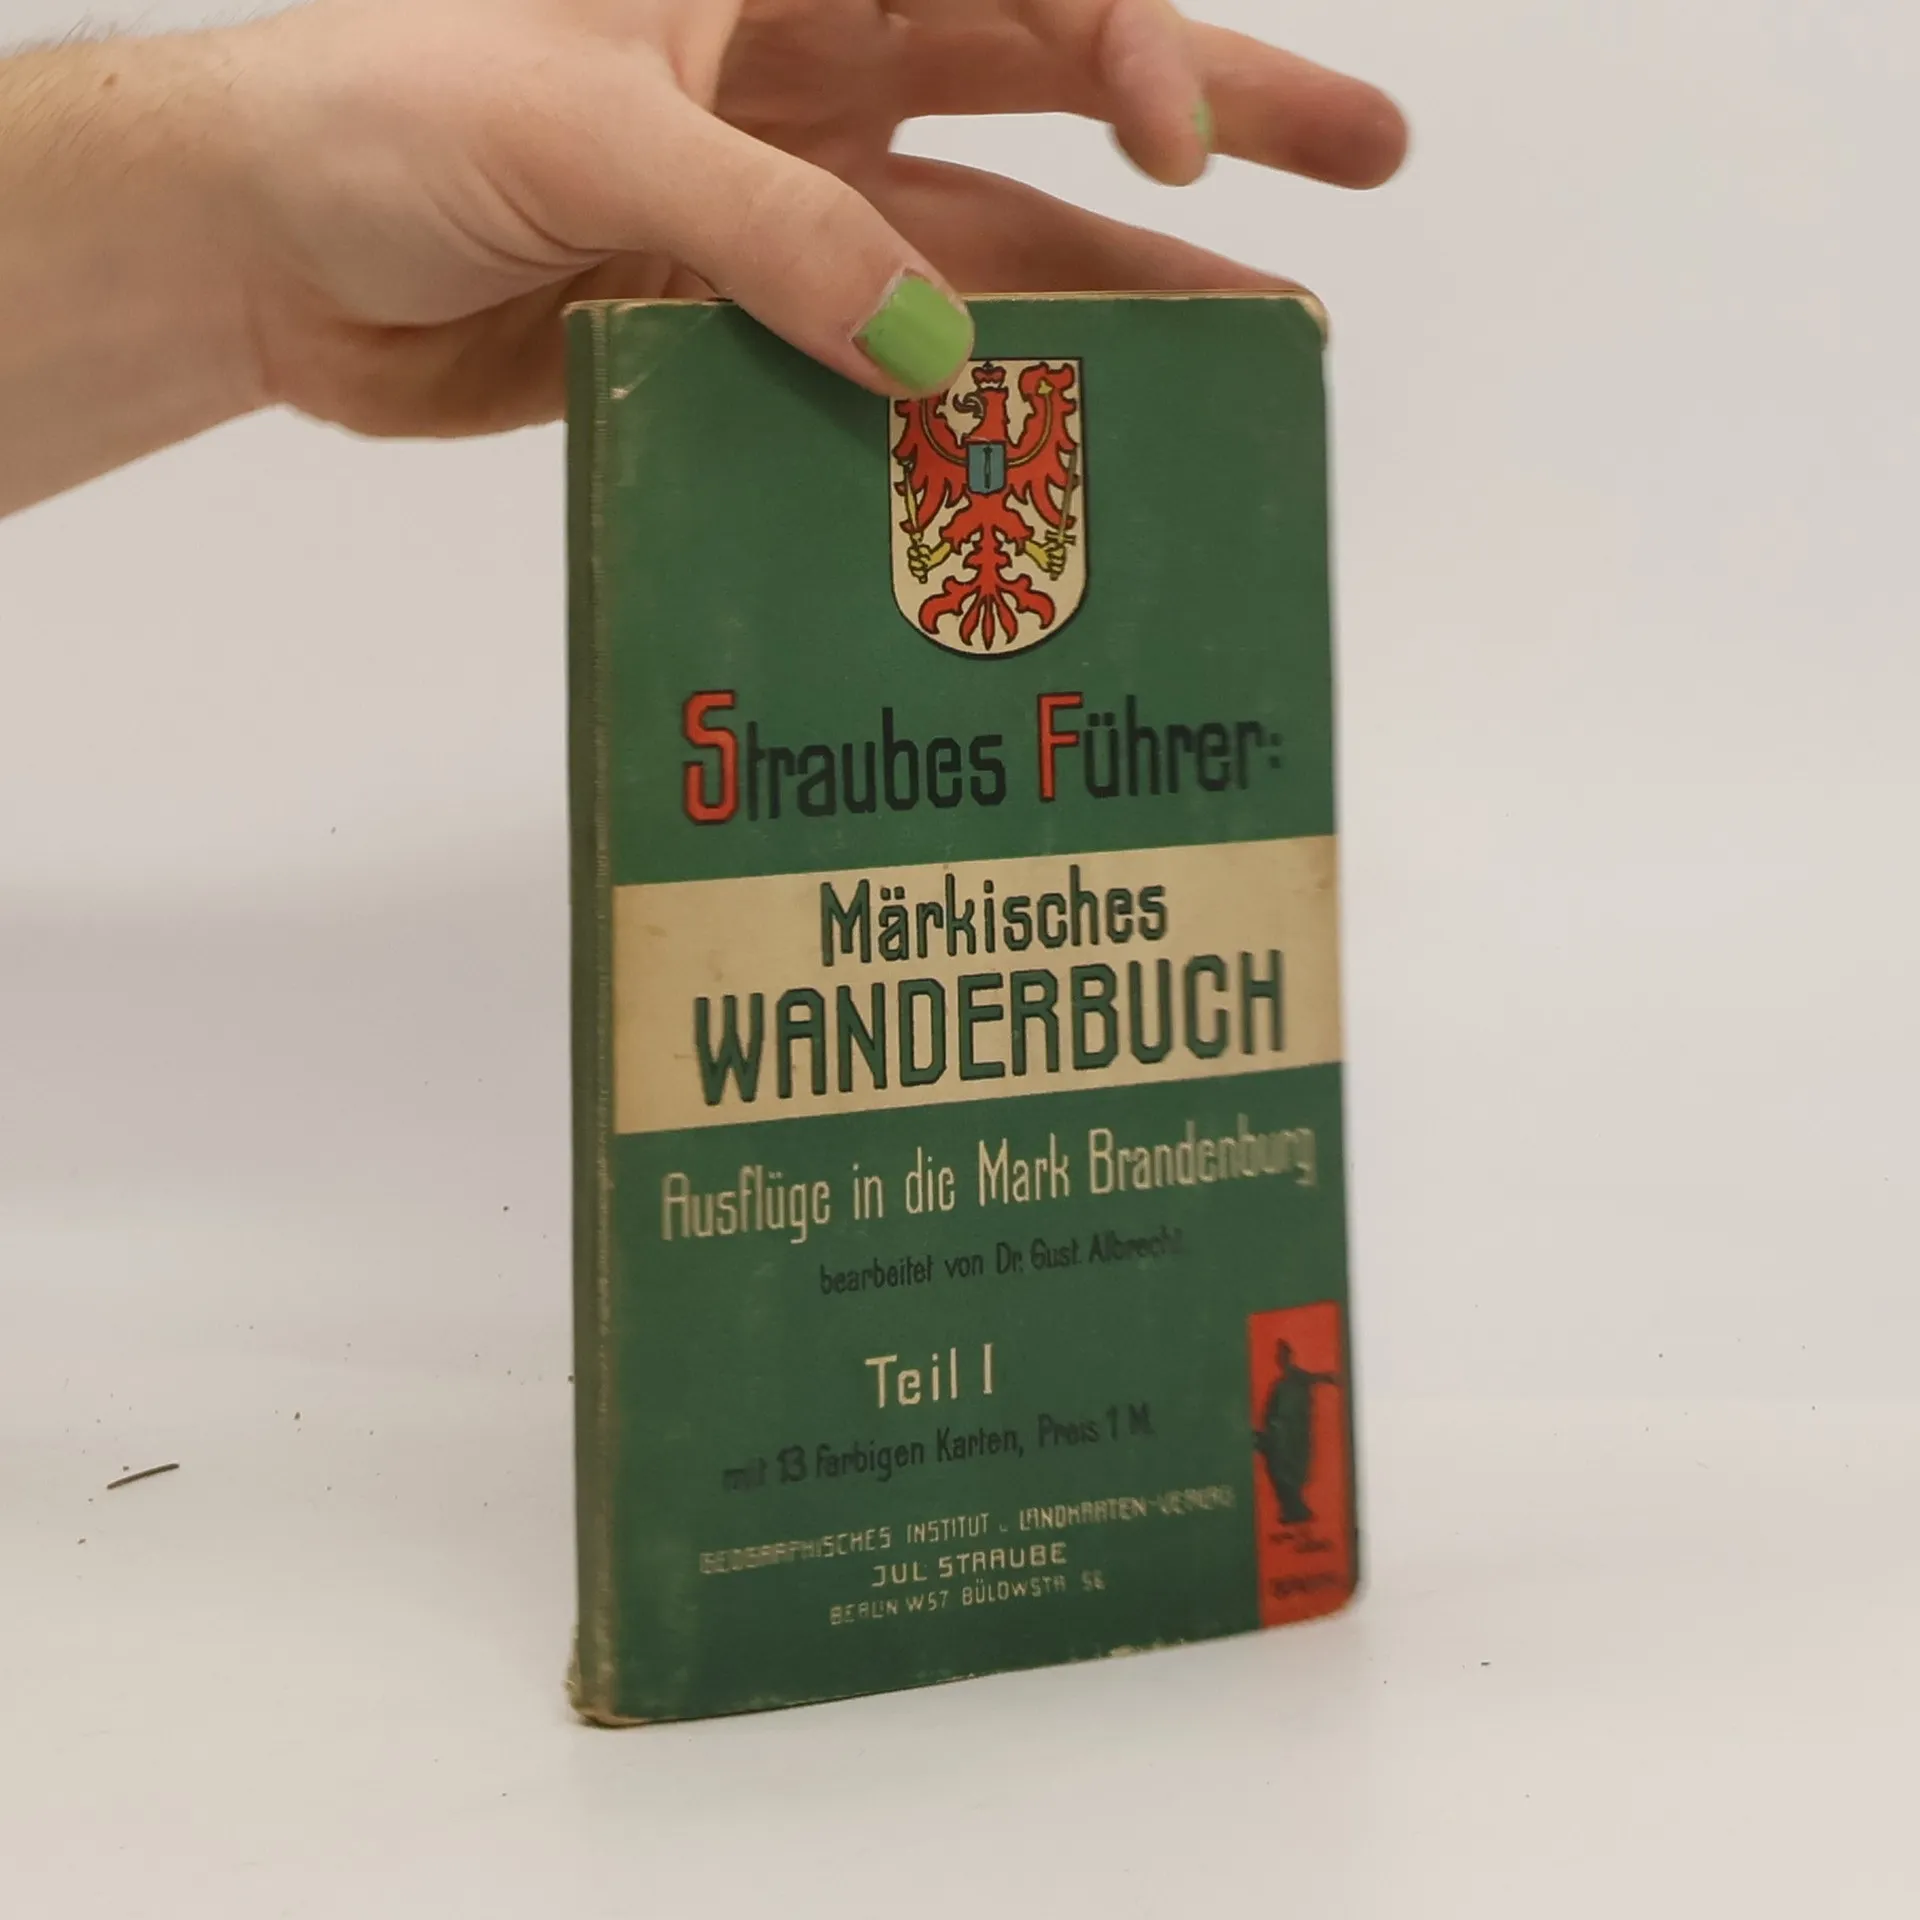 Straubes Führer:
Märkisches
WANDERBUCH
Ausflüge in die Mark Brandenburg
bearbeitet von Dr. Gust. Albrecht.
Teil I
mit 13 farbigen Karten, Preis 1 M.
GEOGRAPHISCHES INSTITUT u. LANDKARTEN-VERLAG
JUL STRAUBE
BERLIN W57 BÜLOWSTR